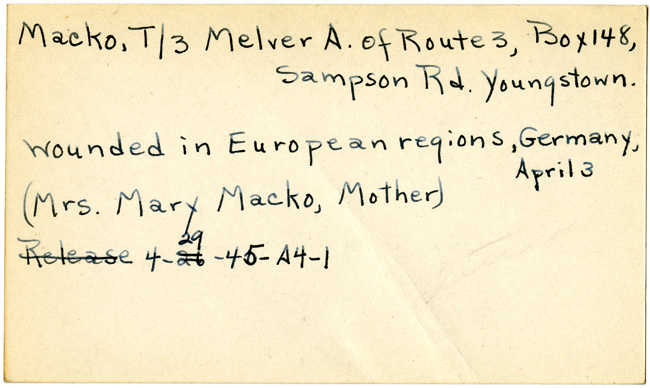 Macko, T/3 Melver A. of Route 3, Box 148,
Sampson Rd. Youngstown.
Wounded in European regions, Germany,
April 3
(Mrs. Mary Macko, Mother)
Release 4-26 29-45-A4-1